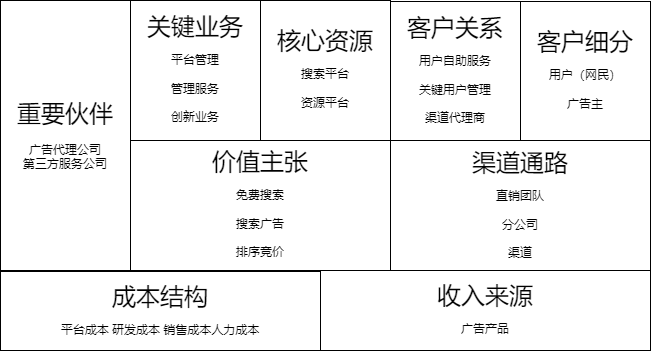 重要伙伴
广告代理公司
第三方服务公司
关键业务
平台管理
管理服务
创新业务
核心资源
搜索平台
资源平台
客户关系
用户自助服务
关键用户管理
渠道代理商
客户细分
用户（网民）
广告主
价值主张
免费搜索
搜索广告
排序竞价
渠道通路
直销团队
分公司
渠道
成本结构
平台成本 研发成本 销售成本人力成本
收入来源
广告产品